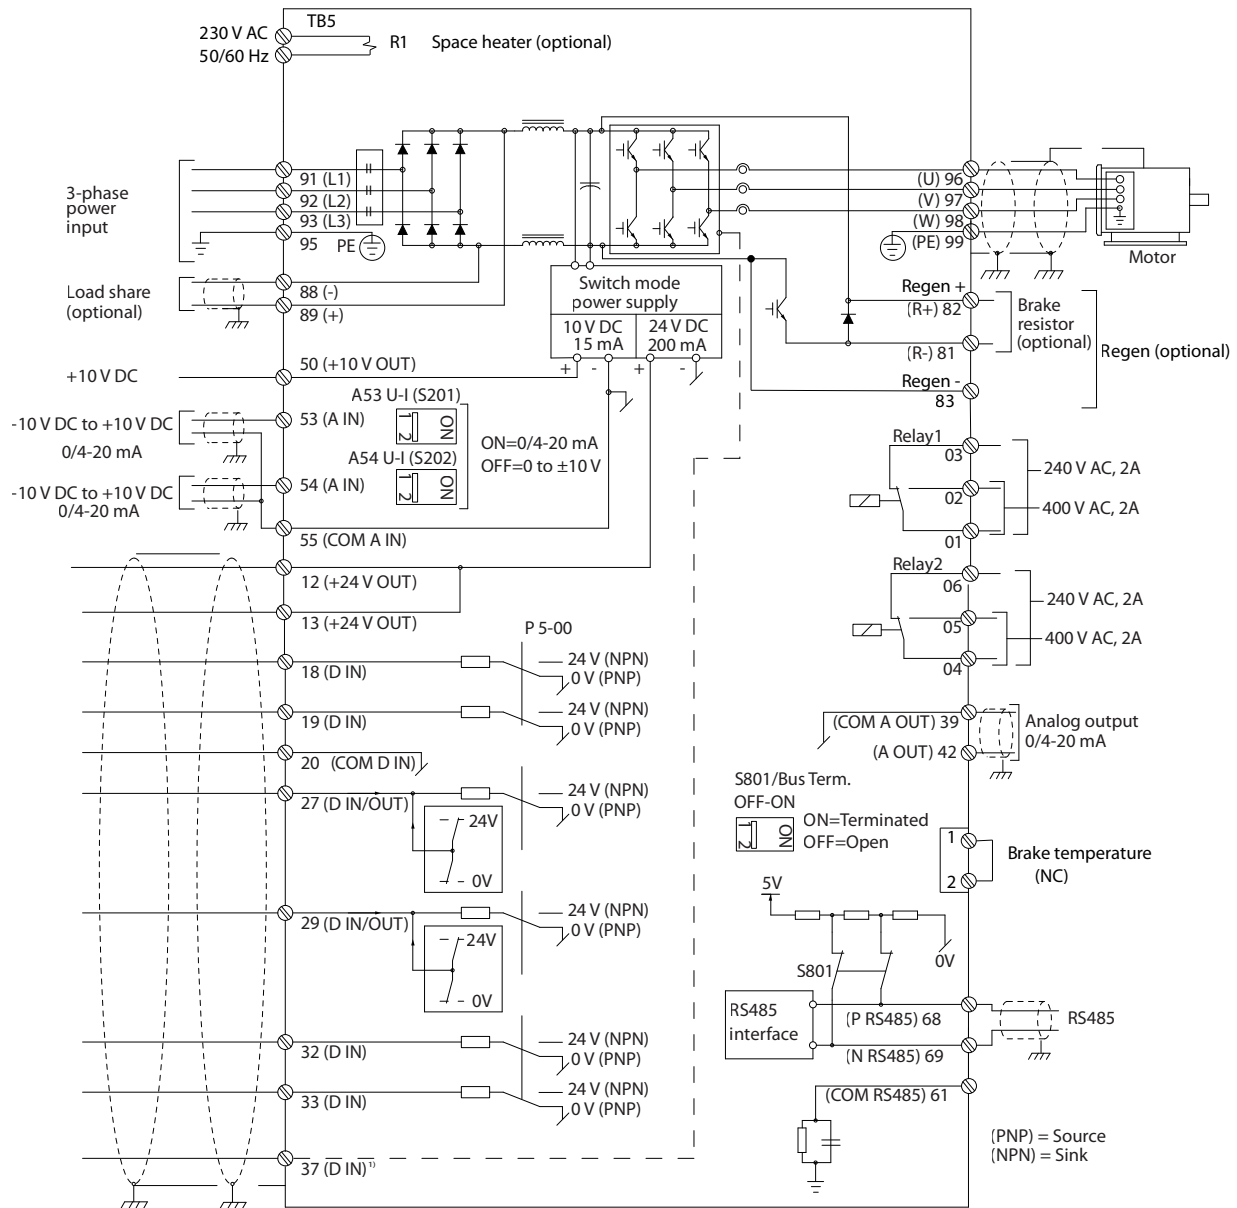 230 V AC
50/60 Hz
TB5
R1
Space heater (optional)
3-phase
power
input
91 (L1)
92 (L2)
93 (L3)
95
PE
(U) 96
(V) 97
(W) 98
(PE) 99
Motor
Load share
(optional)
88 (-)
89 (+)
Switch mode
power supply
10 V DC
15 mA
24 V DC
200 mA
+
-
+
-
Regen +
(R+) 82
Brake
resistor
(optional)
(R-) 81
Regen (optional)
Regen -
83
+10 V DC
50 (+10 V OUT)
-10 V DC to +10 V DC
0/4-20 mA
53 (A IN)
A53 U-I (S201)
1 2
ON
ON=0/4-20 mA
OFF=0 to ±10 V
A54 U-I (S202)
1 2
ON
-10 V DC to +10 V DC
0/4-20 mA
54 (A IN)
55 (COM A IN)
12 (+24 V OUT)
13 (+24 V OUT)
Relay1
03
240 V AC, 2A
02
400 V AC, 2A
01
Relay2
06
240 V AC, 2A
05
400 V AC, 2A
04
P 5-00
18 (D IN)
24 V (NPN)
0 V (PNP)
19 (D IN)
24 V (NPN)
0 V (PNP)
20 (COM D IN)
27 (D IN/OUT)
24 V (NPN)
0 V (PNP)
24V
0V
29 (D IN/OUT)
24 V (NPN)
0 V (PNP)
24V
0V
32 (D IN)
24 V (NPN)
0 V (PNP)
33 (D IN)
24 V (NPN)
0 V (PNP)
37 (D IN) 1)
(COM A OUT) 39
Analog output
0/4-20 mA
(A OUT) 42
S801/Bus Term.
OFF-ON
1 2
ON
ON=Terminated
OFF=Open
1
2
Brake temperature
(NC)
5V
0V
S801
RS485
interface
(P RS485) 68
(N RS485) 69
RS485
(COM RS485) 61
(PNP) = Source
(NPN) = Sink